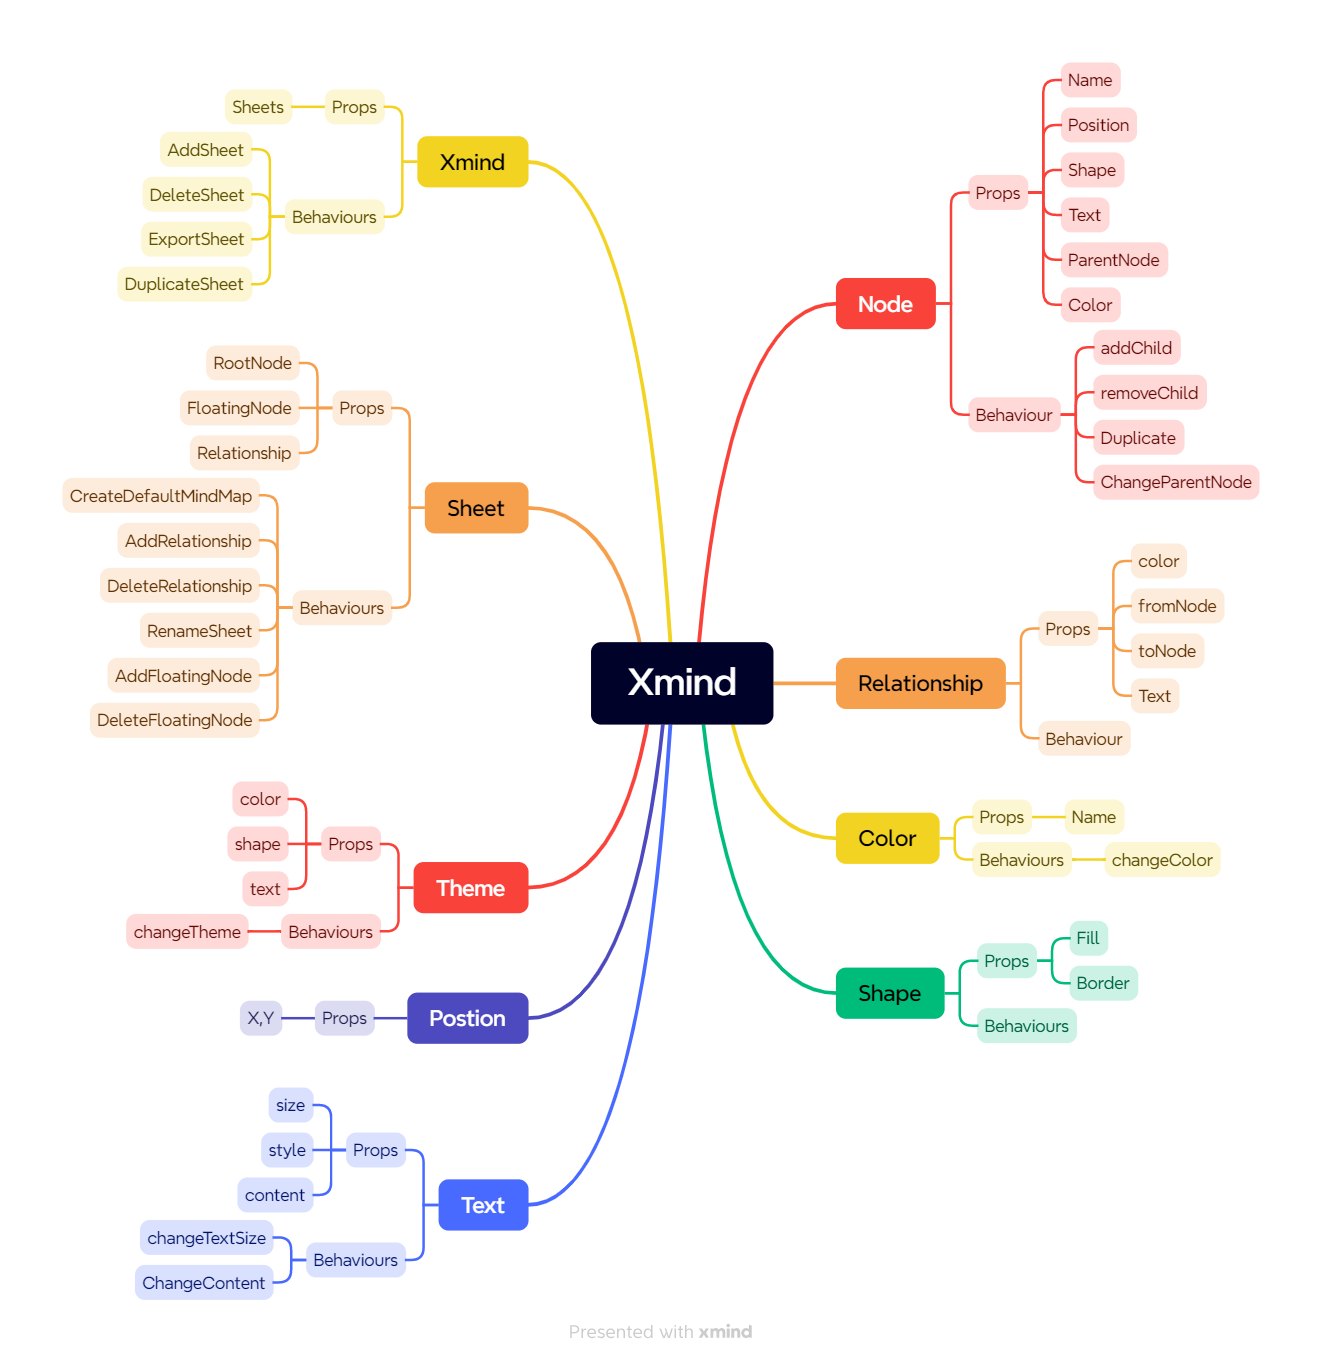 Xmind
Xmind
Props
Sheets
Behaviours
AddSheet
DeleteSheet
ExportSheet
DuplicateSheet
Sheet
Props
RootNode
FloatingNode
Relationship
Behaviours
CreateDefaultMindMap
AddRelationship
DeleteRelationship
RenameSheet
AddFloatingNode
DeleteFloatingNode
Theme
Props
color
shape
text
Behaviours
changeTheme
Postion
Props
X,Y
Text
Props
size
style
content
Behaviours
changeTextSize
ChangeContent
Node
Props
Name
Position
Shape
Text
ParentNode
Color
Behaviour
addChild
removeChild
Duplicate
ChangeParentNode
Relationship
Props
color
fromNode
toNode
Text
Behaviour
Color
Props
Name
Behaviours
changeColor
Shape
Props
Fill
Border
Behaviours
Presented with xmind